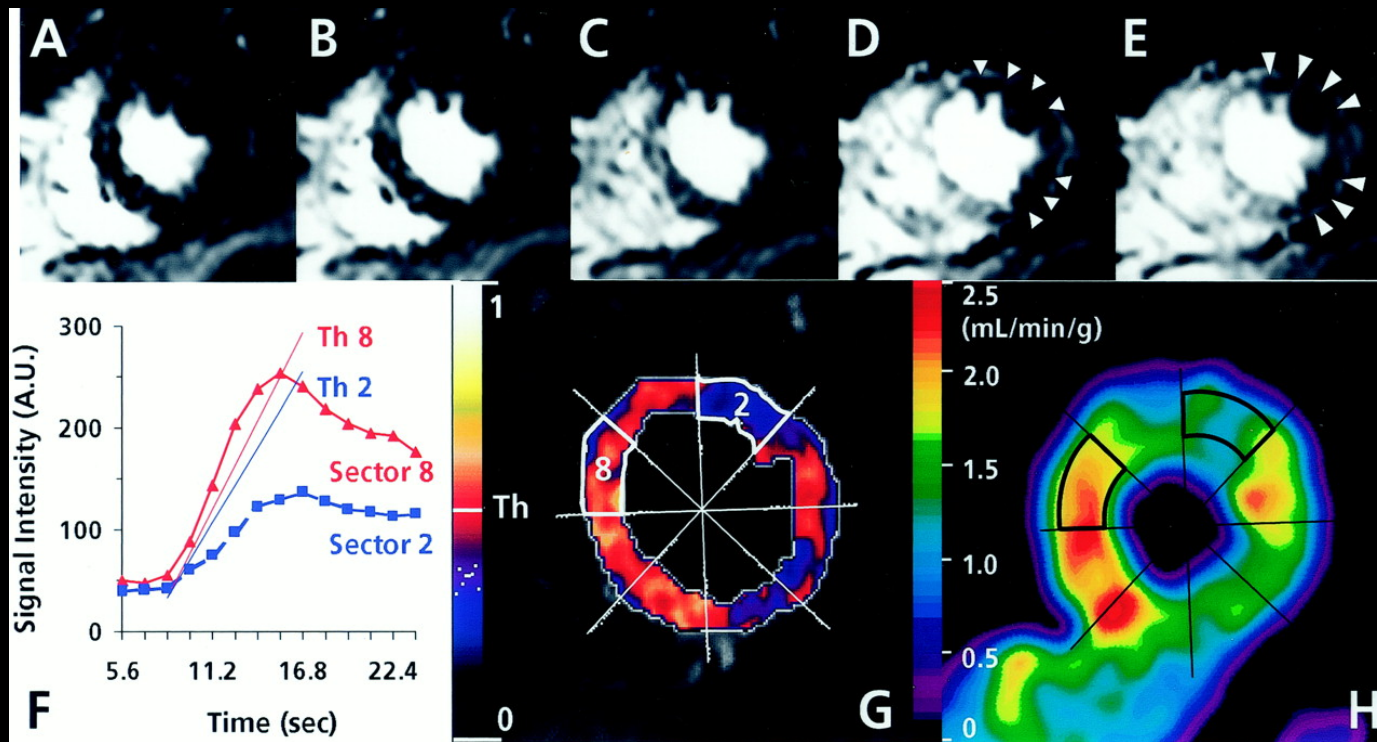 A
B
C
D
E
Signal Intensity (A.U.)
300
200
100
0
5.6
11.2
16.8
22.4
Time (sec)
Th 8
Th 2
Sector 8
Sector 2
F
1
Th
0
2
8
G
2.5
(mL/min/g)
2.0
1.5
1.0
0.5
0
H